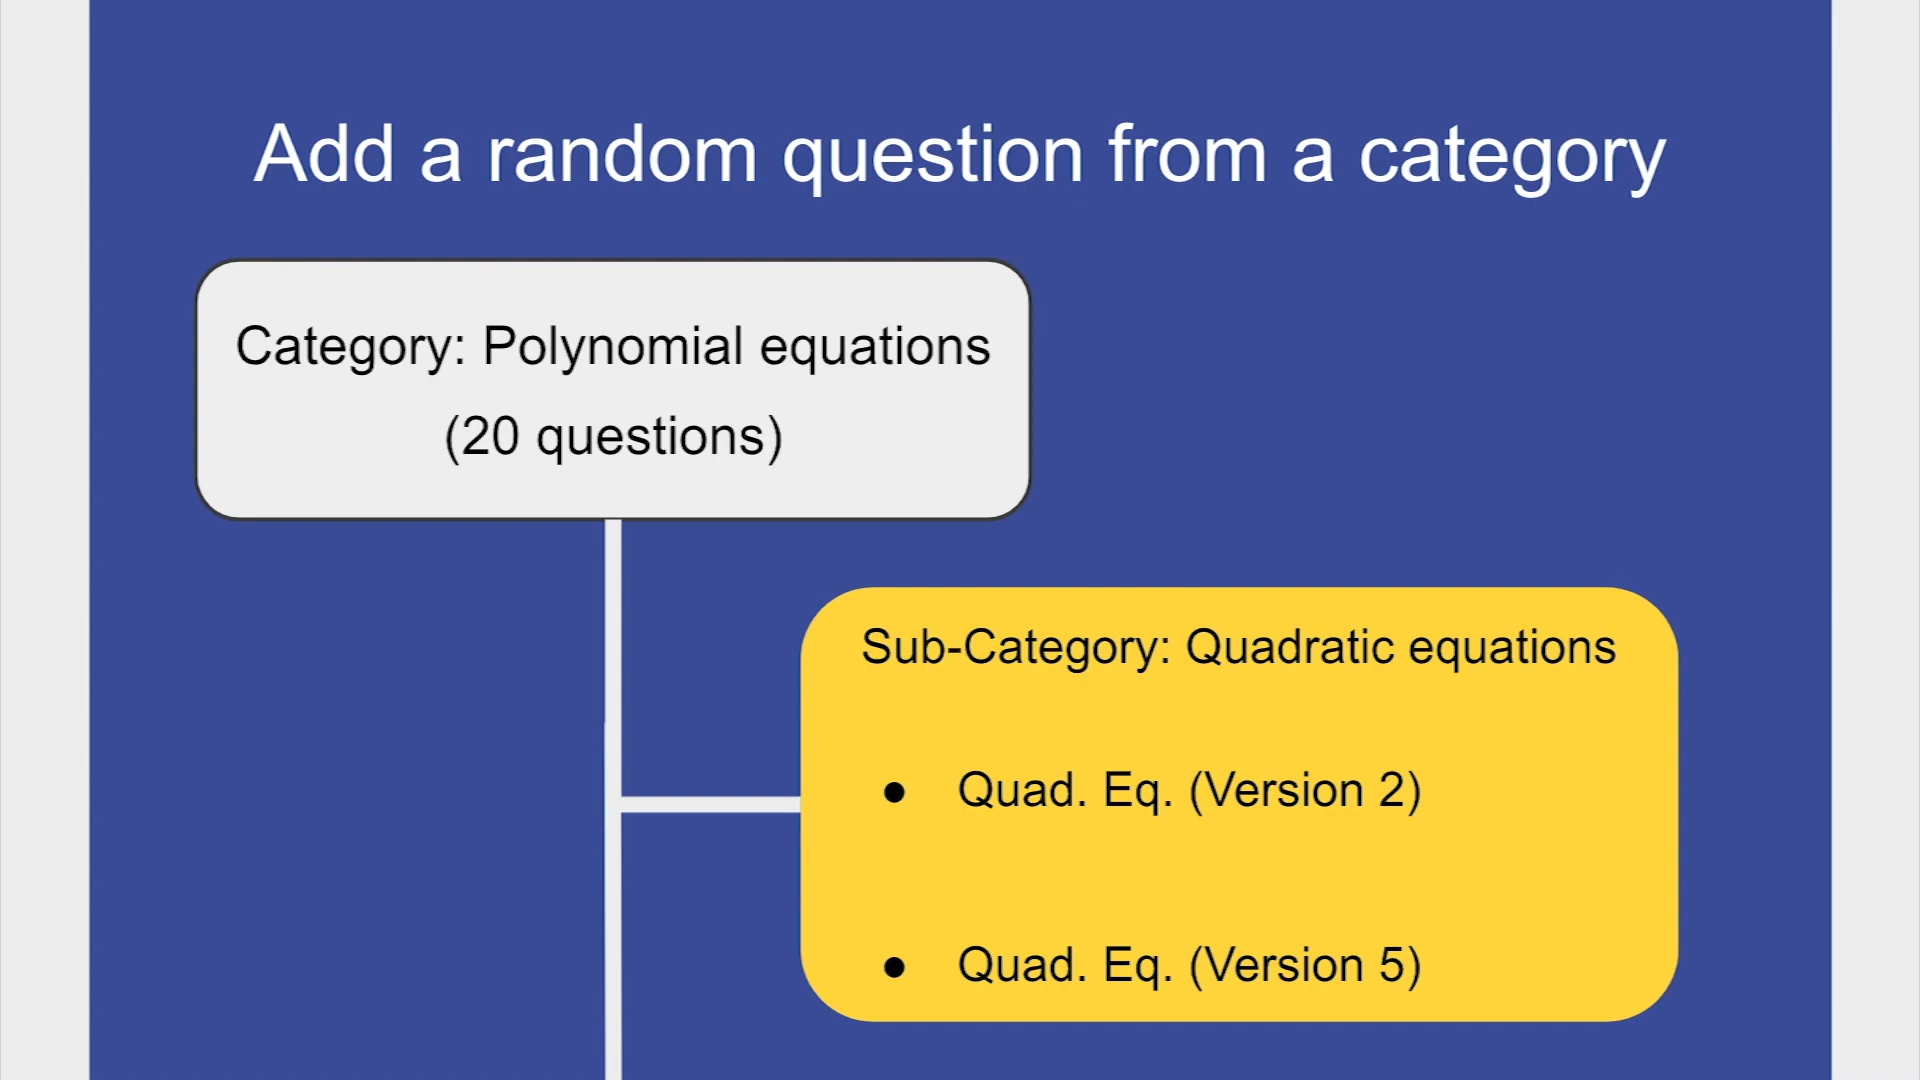 Add a random question from a category
Category: Polynomial equations
(20 questions)
Sub-Category: Quadratic equations
● Quad. Eq. (Version 2)
● Quad. Eq. (Version 5)